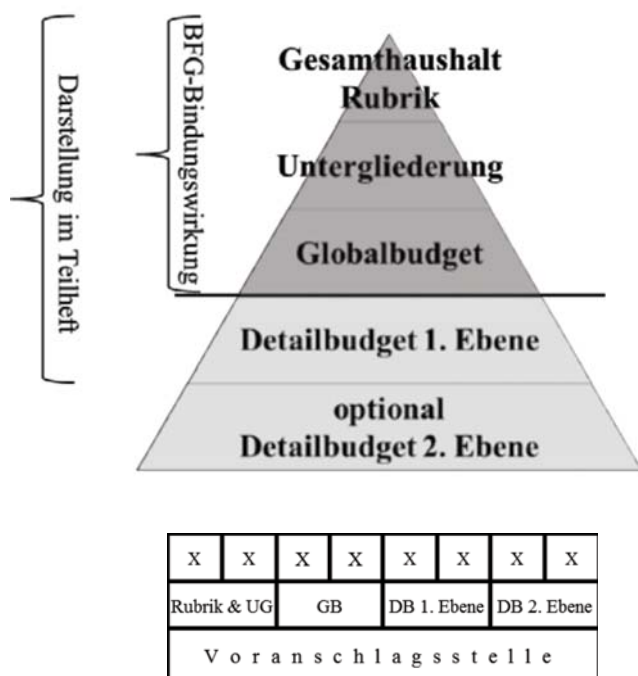 Darstellung im Teilheft
BFG-Bindungswirkung
Gesamthaushalt
Rubrik
Untergliederung
Globalbudget
Detailbudget 1. Ebene
optional
Detailbudget 2. Ebene
X X X X X X X X
Rubrik & UG GB DB 1. Ebene DB 2. Ebene
Voranschlagsstelle